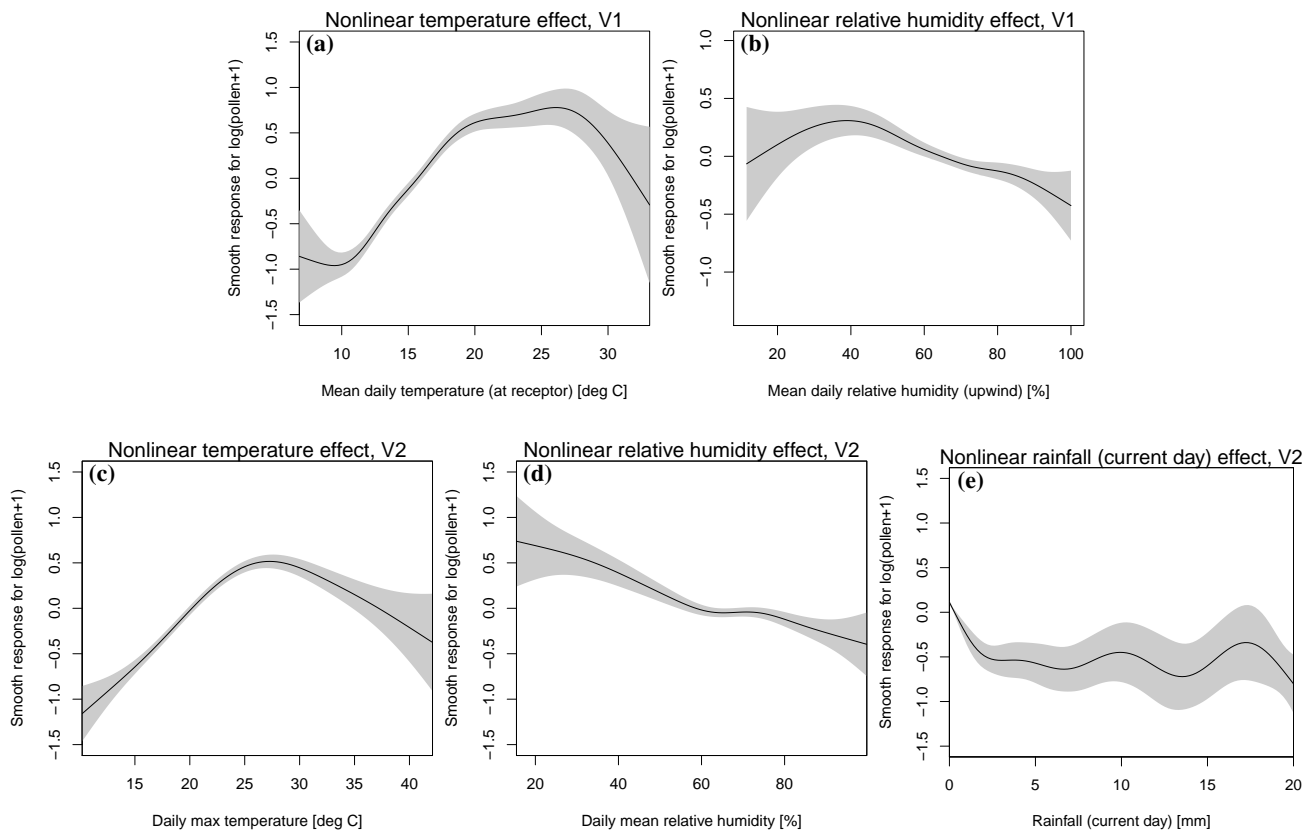 Nonlinear temperature effect, V1
(a)
Smooth response for log(pollen+1)
1.5
1.0
0.5
0.0
−0.5
−1.0
−1.5
10 15 20 25 30
Mean daily temperature (at receptor) [deg C]
Nonlinear relative humidity effect, V1
(b)
Smooth response for log(pollen+1)
1.0
0.5
0.0
−0.5
−1.0
20 40 60 80 100
Mean daily relative humidity (upwind) [%]
Nonlinear temperature effect, V2
(c)
Smooth response for log(pollen+1)
1.5
1.0
0.5
0.0
−0.5
−1.0
−1.5
15 20 25 30 35 40
Daily max temperature [deg C]
Nonlinear relative humidity effect, V2
(d)
Smooth response for log(pollen+1)
1.5
1.0
0.5
0.0
−0.5
−1.0
−1.5
20 40 60 80
Daily mean relative humidity [%]
Nonlinear rainfall (current day) effect, V2
(e)
Smooth response for log(pollen+1)
1.5
1.0
0.5
0.0
−0.5
−1.0
−1.5
0 5 10 15 20
Rainfall (current day) [mm]